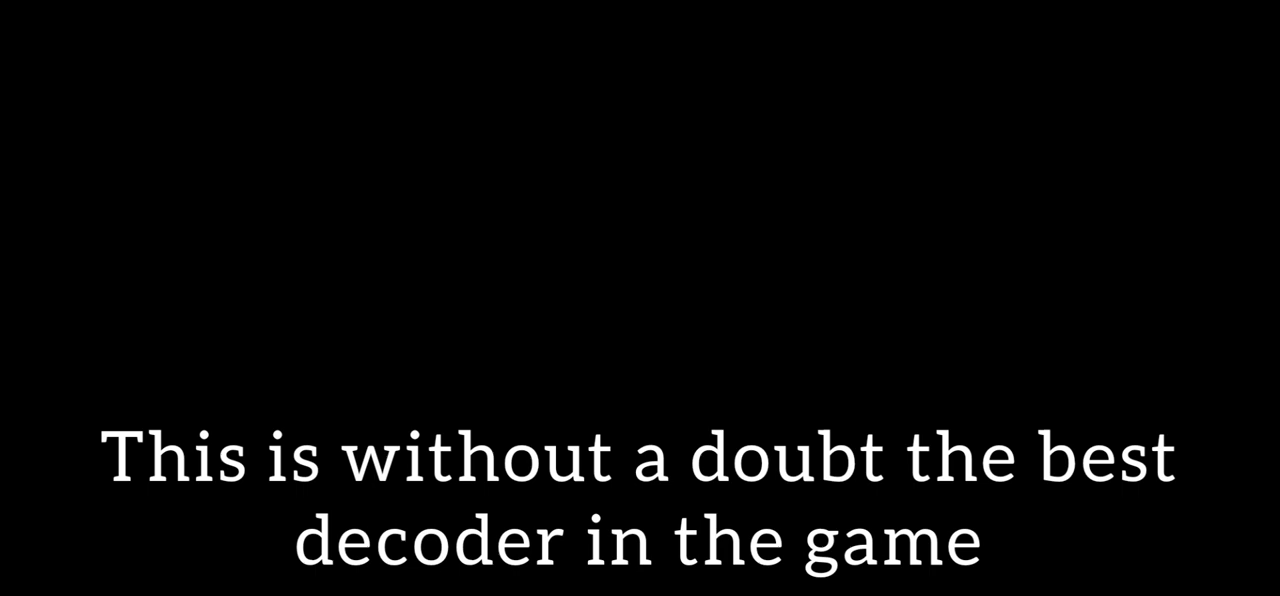 This is without a doubt the best
decoder in the game